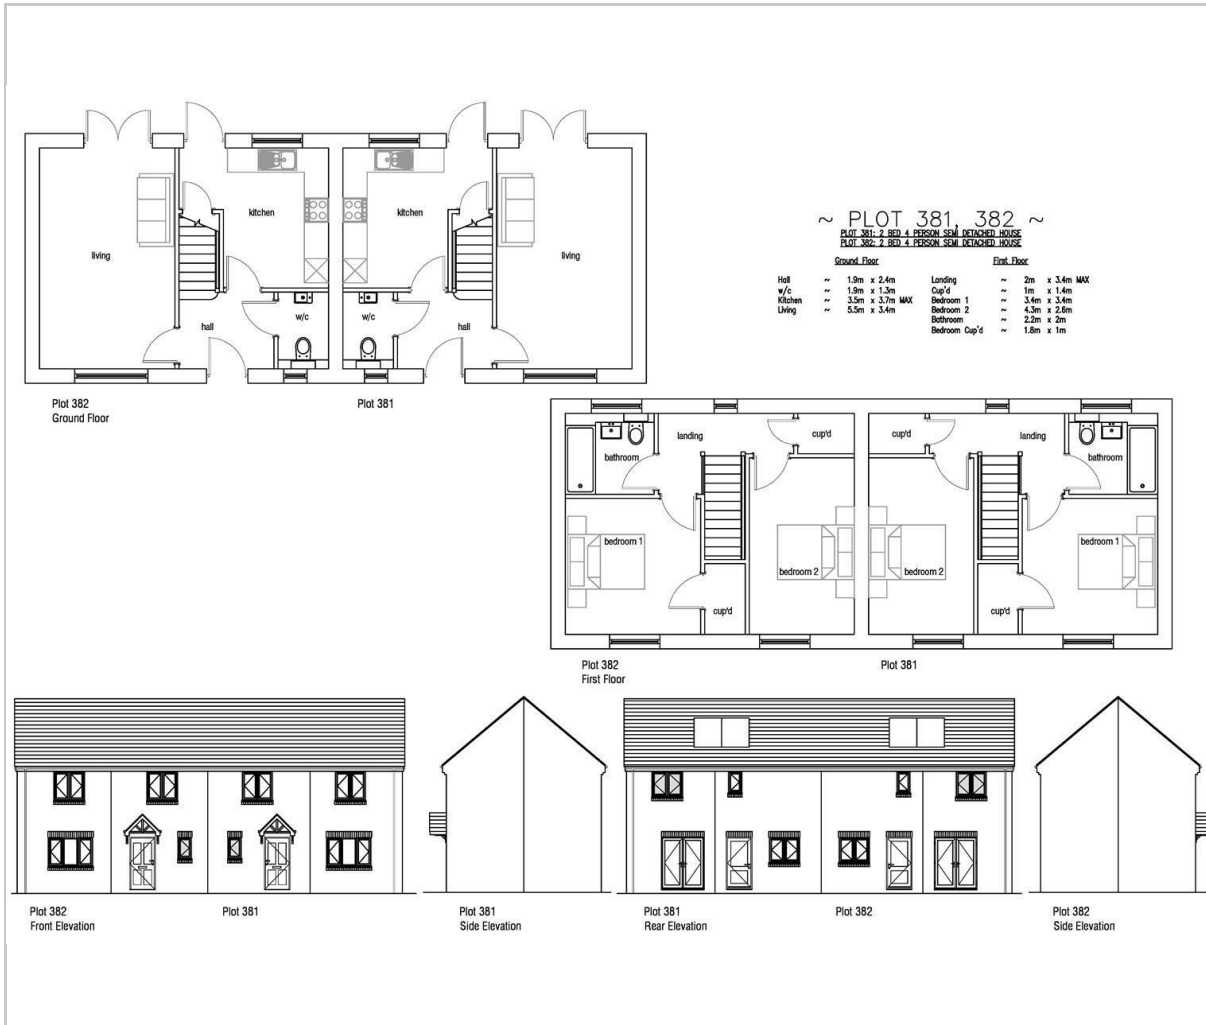 kitchen
kitchen
living
living
w/c
w/c
hall
hall
Plot 382
Ground Floor
Plot 381
~ PLOT 381, 382 ~
PLOT 381: 2 BED 4 PERSON SEMI DETACHED HOUSE
PLOT 382: 2 BED 4 PERSON SEMI DETACHED HOUSE
Ground Floor
Hall ~ 1.9m x 2.4m
w/c ~ 1.9m x 1.3m
Kitchen ~ 3.5m x 3.7m MAX
Living ~ 5.5m x 3.4m
First Floor
Landing ~ 2m x 3.4m MAX
Cup'd ~ 1m x 1.4m
Bedroom 1 ~ 3.4m x 3.4m
Bedroom 2 ~ 4.3m x 2.6m
Bathroom ~ 2.2m x 2m
Bedroom Cup'd ~ 1.8m x 1m
landing
cup'd
cup'd
landing
bathroom
bathroom
bedroom 1
bedroom 2
bedroom 2
bedroom 1
cup'd
cup'd
Plot 382
First Floor
Plot 381
Plot 382
Front Elevation
Plot 381
Plot 381
Side Elevation
Plot 381
Rear Elevation
Plot 382
Plot 382
Side Elevation